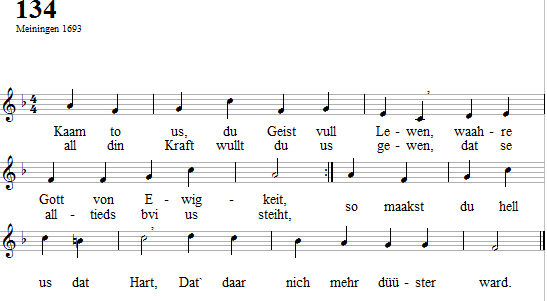 134
Meiningen 1693
Kaam to us, du Geist vull Le - wen, waah - re
all din Kraft wullt du us ge - wen, dat se
Gott von E - wig - keit,
all - tieds bvi us steiht,
so maakst du hell
us dat Hart, Dat` daar nich mehr düü - ster ward.